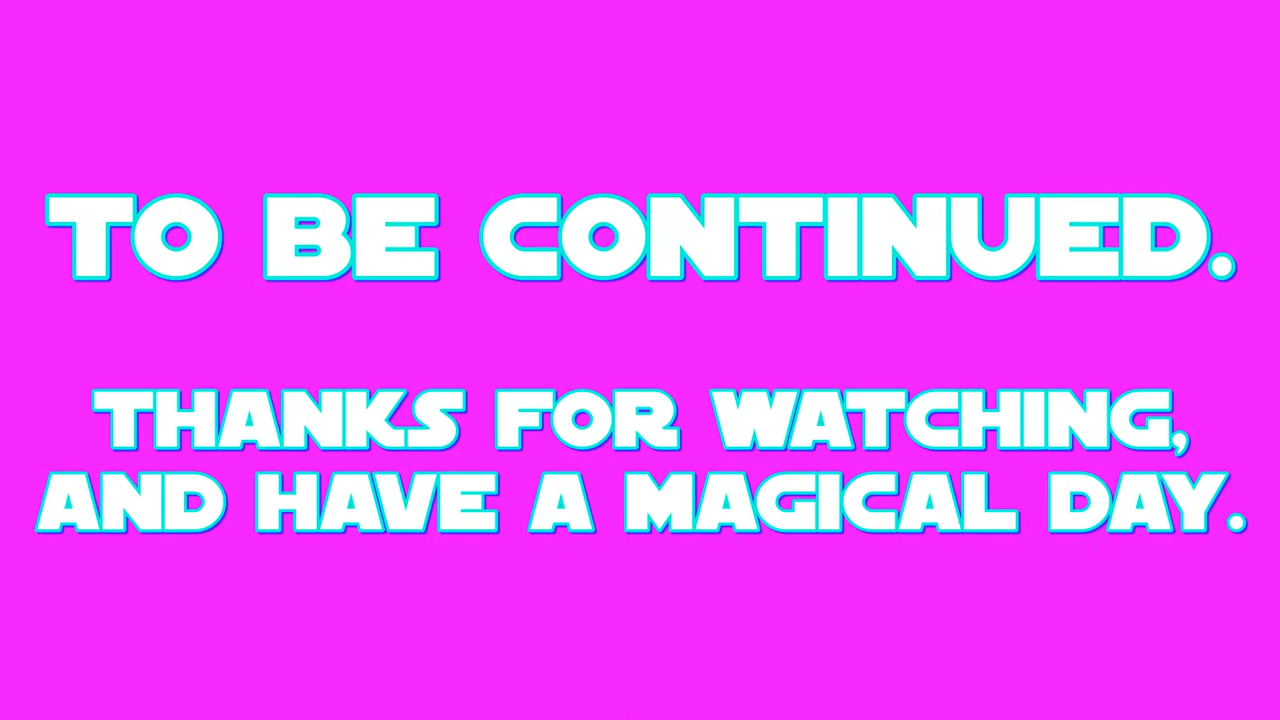 TO BE CONTINUED.
THANKS FOR WATCHING,
AND HAVE A MAGICAL DAY.